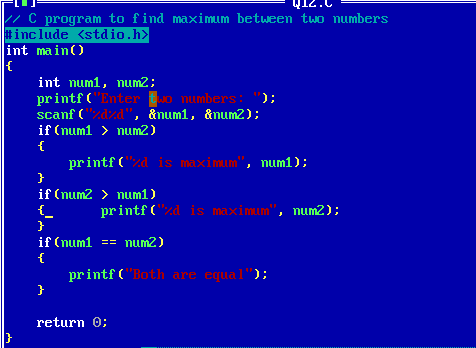 [■] Q12.C
// C program to find maximum between two numbers
#include <stdio.h>
int main()
{
    int num1, num2;
    printf("Enter two numbers: ");
    scanf("%d%d", &num1, &num2);
    if(num1 > num2)
    {
        printf("%d is maximum", num1);
    }
    if(num2 > num1)
    {_      printf("%d is maximum", num2);
    }
    if(num1 == num2)
    {
        printf("Both are equal");
    }
    return 0;
}